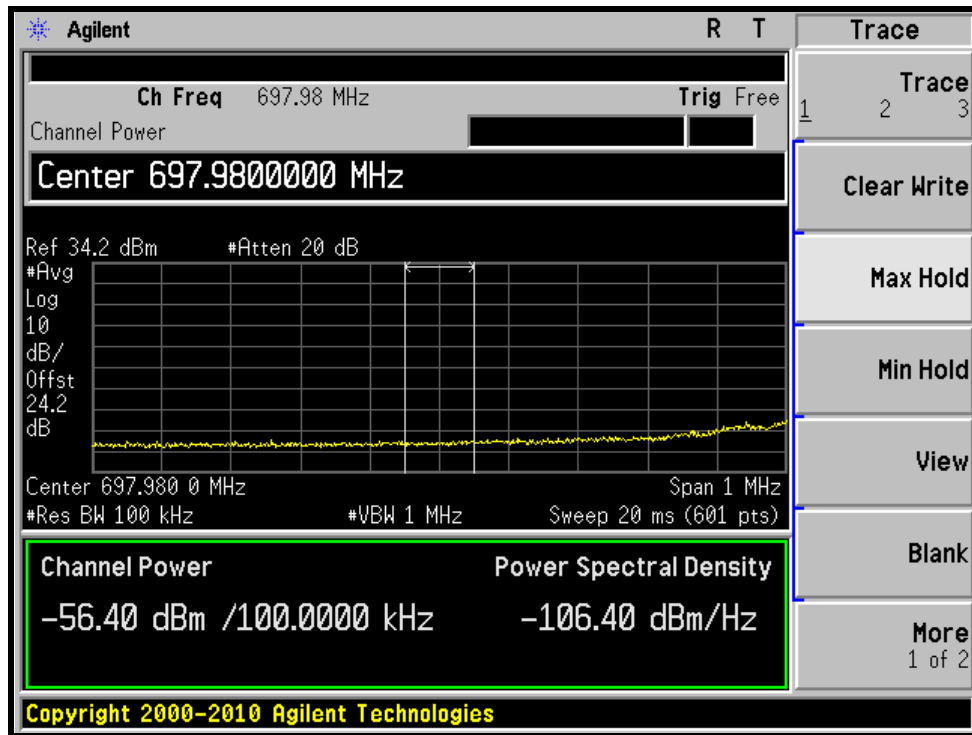 Agilent R T
Trace
Ch Freq 697.98 MHz Trig Free
Channel Power
Center 697.9800000 MHz
Ref 34.2 dBm #Atten 20 dB
#Avg
Log
10
dB/
Offst
24.2
dB
Center 697.980 0 MHz Span 1 MHz
#Res BW 100 kHz #VBW 1 MHz Sweep 20 ms (601 pts)
Channel Power Power Spectral Density
-56.40 dBm /100.0000 kHz -106.40 dBm/Hz
Copyright 2000-2010 Agilent Technologies
Trace
1 2 3
Clear Write
Max Hold
Min Hold
View
Blank
More
1 of 2